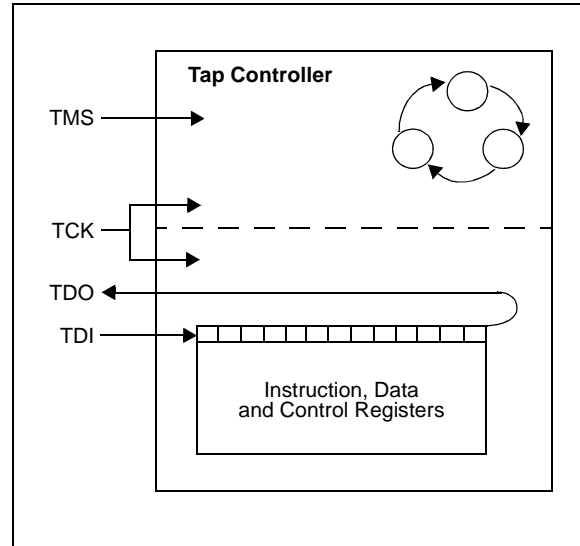 Tap Controller
TMS
TCK
TDO
TDI
Instruction, Data
and Control Registers